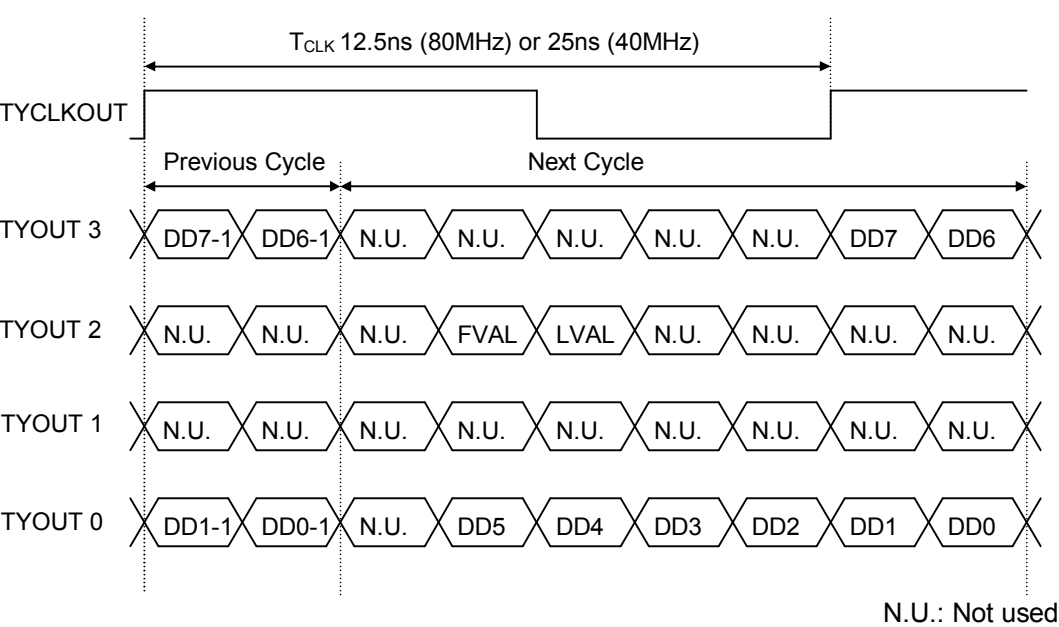 TCLK 12.5ns (80MHz) or 25ns (40MHz)
TYCLKOUT
Previous Cycle Next Cycle
TYOUT 3 DD7-1 DD6-1 N.U. N.U. N.U. N.U. N.U. DD7 DD6
TYOUT 2 N.U. N.U. N.U. FVAL LVAL N.U. N.U. N.U. N.U.
TYOUT 1 N.U. N.U. N.U. N.U. N.U. N.U. N.U. N.U. N.U.
TYOUT 0 DD1-1 DD0-1 N.U. DD5 DD4 DD3 DD2 DD1 DD0
N.U.: Not used